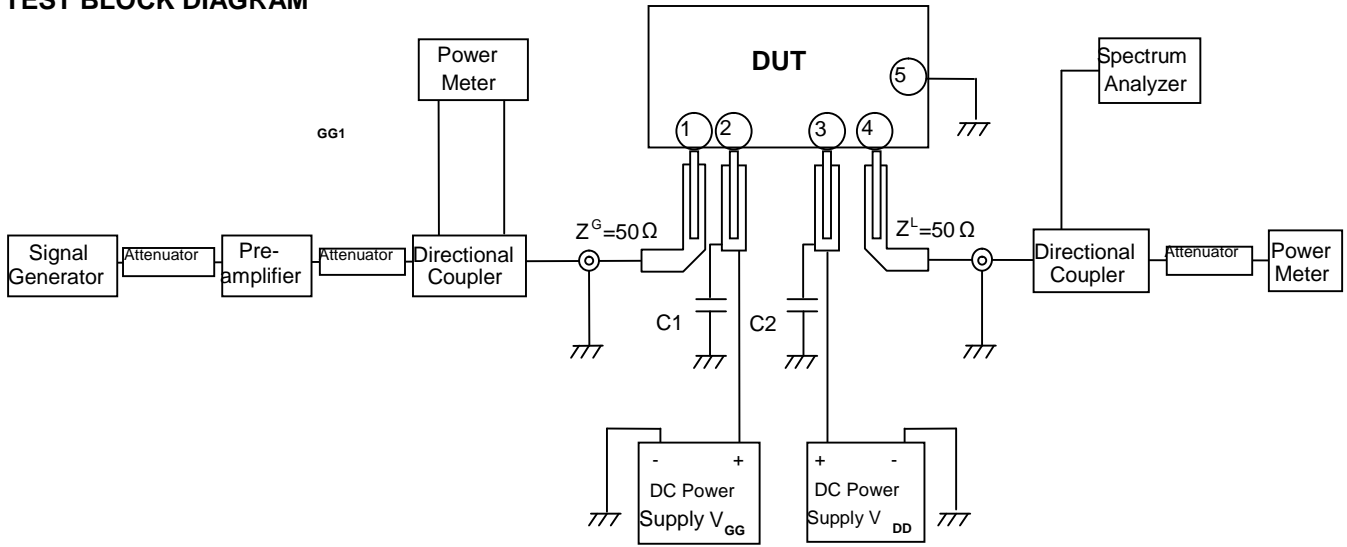 TEST BLOCK DIAGRAM
Power
Meter
DUT
5
Spectrum
Analyzer
GG1
1
2
3
4
Z^G=50 Ω
Z^L=50 Ω
Signal
Generator
Attenuator
Pre-
amplifier
Attenuator
Directional
Coupler
Directional
Coupler
Attenuator
Power
Meter
C1
C2
- +
DC Power
Supply V_GG
+ -
DC Power
Supply V_DD